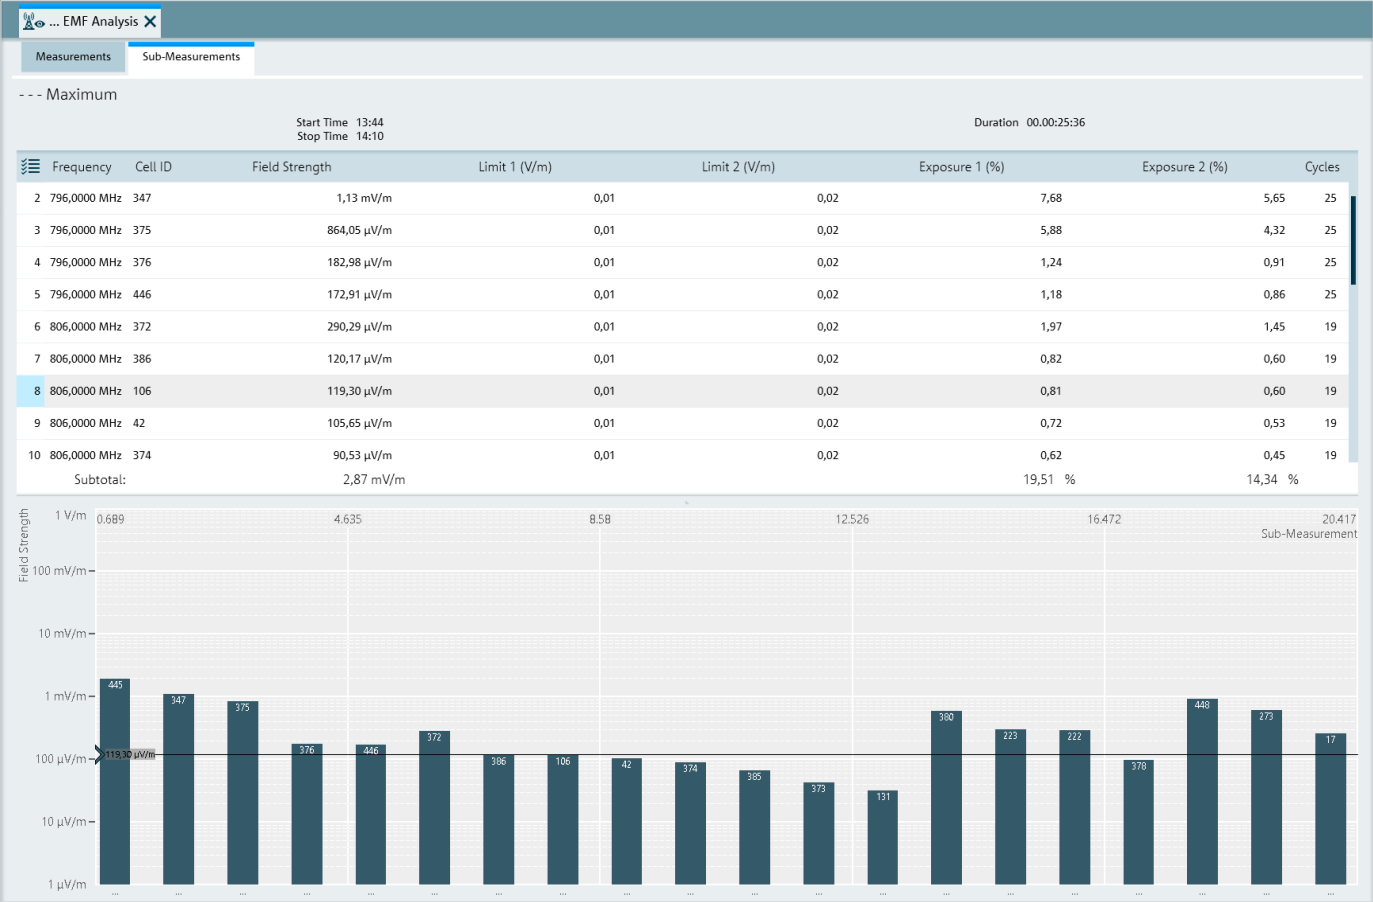 ... EMF Analysis
Measurements Sub-Measurements
- - - Maximum
Start Time 13:44 Duration 00.00:25:36
Stop Time 14:10
Frequency Cell ID Field Strength Limit 1 (V/m) Limit 2 (V/m) Exposure 1 (%) Exposure 2 (%) Cycles
2 796,0000 MHz 347 1,13 mV/m 0,01 0,02 7,68 5,65 25
3 796,0000 MHz 375 864,05 µV/m 0,01 0,02 5,88 4,32 25
4 796,0000 MHz 376 182,98 µV/m 0,01 0,02 1,24 0,91 25
5 796,0000 MHz 446 172,91 µV/m 0,01 0,02 1,18 0,86 25
6 806,0000 MHz 372 290,29 µV/m 0,01 0,02 1,97 1,45 19
7 806,0000 MHz 386 120,17 µV/m 0,01 0,02 0,82 0,60 19
8 806,0000 MHz 106 119,30 µV/m 0,01 0,02 0,81 0,60 19
9 806,0000 MHz 42 105,65 µV/m 0,01 0,02 0,72 0,53 19
10 806,0000 MHz 374 90,53 µV/m 0,01 0,02 0,62 0,45 19
Subtotal: 2,87 mV/m 19,51 % 14,34 %
Field Strength
1 V/m
100 mV/m
10 mV/m
1 mV/m
100 µV/m
10 µV/m
1 µV/m
0.689 4.635 8.58 12.526 16.472 20.417
Sub-Measurement
119,30 µV/m
445 347 375 376 446 372 386 106 42 374 385 373 131 380 223 222 378 448 273 17
... ... ... ... ... ... ... ... ... ... ... ... ... ... ... ... ... ... ... ...